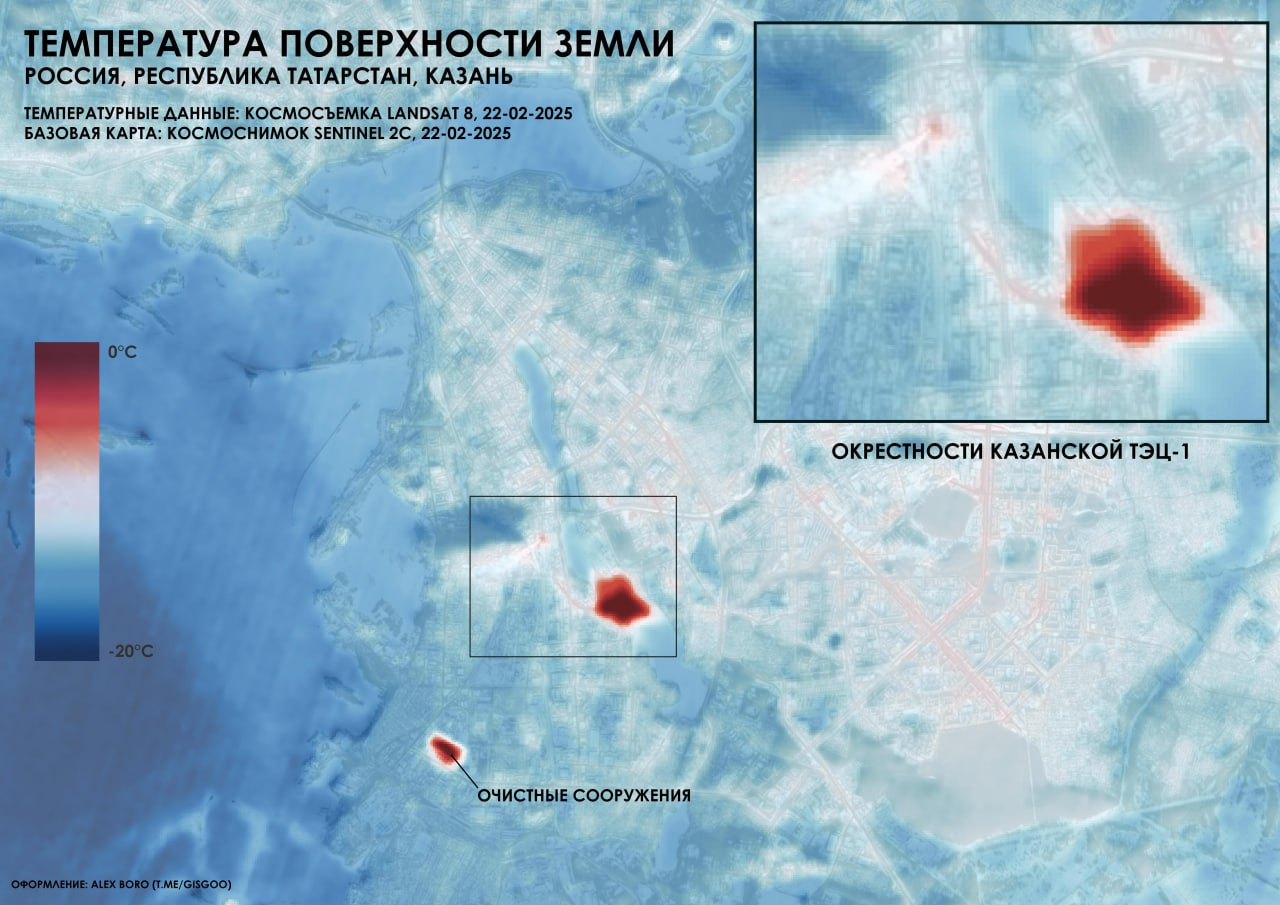 ТЕМПЕРАТУРА ПОВЕРХНОСТИ ЗЕМЛИ
РОССИЯ, РЕСПУБЛИКА ТАТАРСТАН, КАЗАНЬ
ТЕМПЕРАТУРНЫЕ ДАННЫЕ: КОСМОСЪЕМКА LANDSAT 8, 22-02-2025
БАЗОВАЯ КАРТА: КОСМОСНИМОК SENTINEL 2C, 22-02-2025
0°C
-20°C
ОКРЕСТНОСТИ КАЗАНСКОЙ ТЭЦ-1
ОЧИСТНЫЕ СООРУЖЕНИЯ
ОФОРМЛЕНИЕ: ALEX BORO (T.ME/GISGOO)